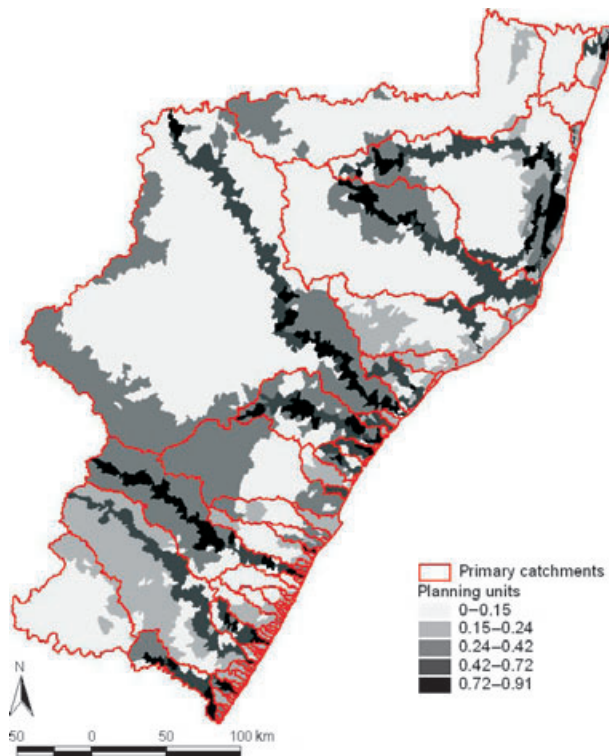 Primary catchments
Planning units
0–0.15
0.15–0.24
0.24–0.42
0.42–0.72
0.72–0.91
N
50 0 50 100 km